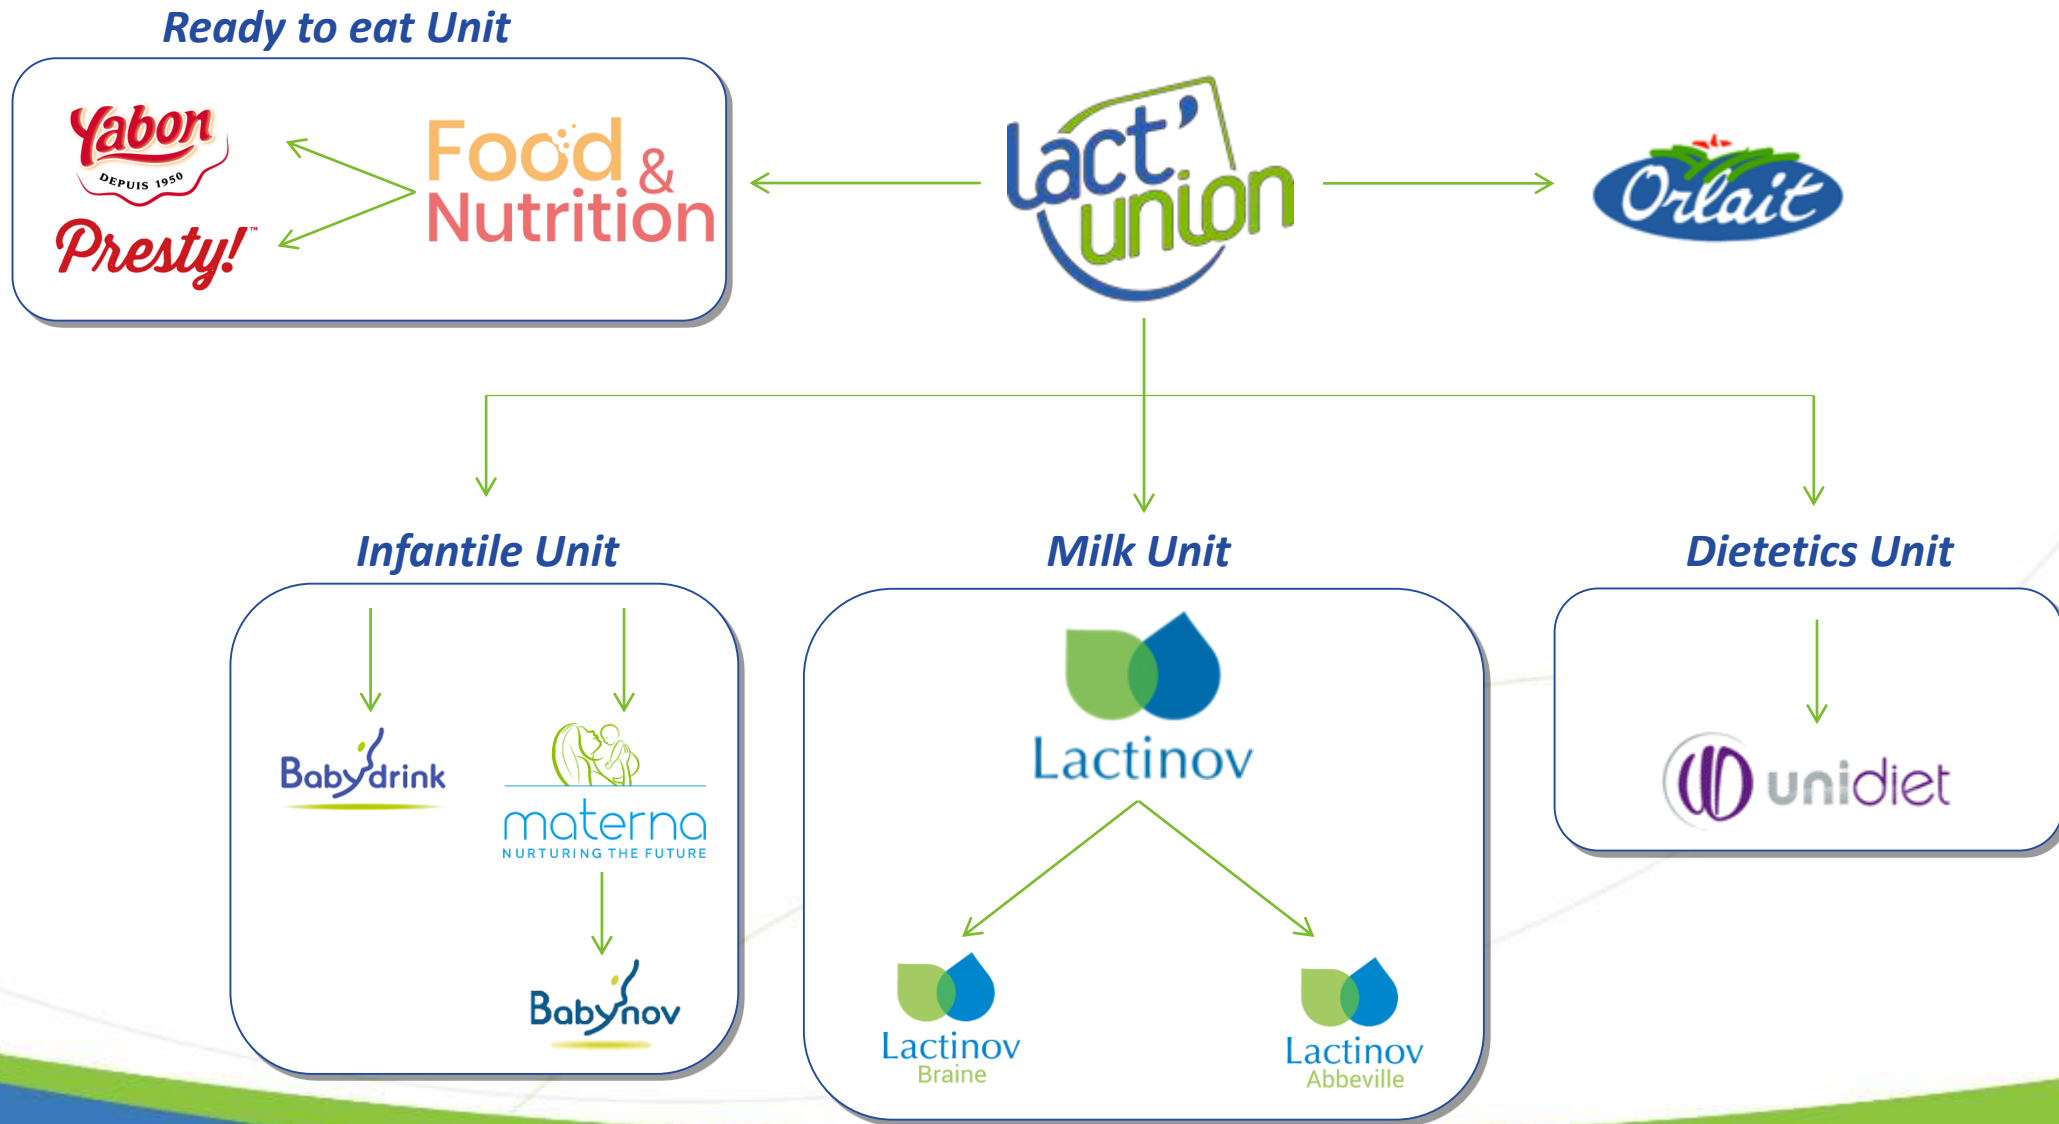 Ready to eat Unit
Yabon
DEPUIS 1950
Presty!™
Food &
Nutrition
lact'
union
Orlait
Infantile Unit
Babydrink
materna
NURTURING THE FUTURE
Babynov
Milk Unit
Lactinov
Lactinov
Braine
Lactinov
Abbeville
Dietetics Unit
unidiet